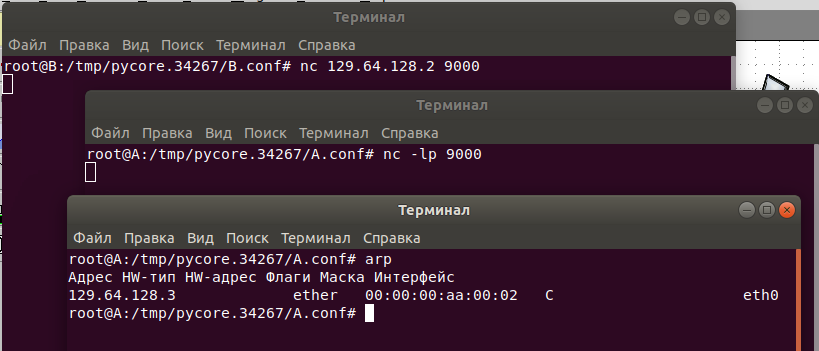 Терминал
Файл Правка Вид Поиск Терминал Справка
root@B:/tmp/pycore.34267/B.conf# nc 129.64.128.2 9000
Терминал
Файл Правка Вид Поиск Терминал Справка
root@A:/tmp/pycore.34267/A.conf# nc -lp 9000
Терминал
Файл Правка Вид Поиск Терминал Справка
root@A:/tmp/pycore.34267/A.conf# arp
Адрес HW-тип HW-адрес Флаги Маска Интерфейс
129.64.128.3 ether 00:00:00:aa:00:02 C eth0
root@A:/tmp/pycore.34267/A.conf#